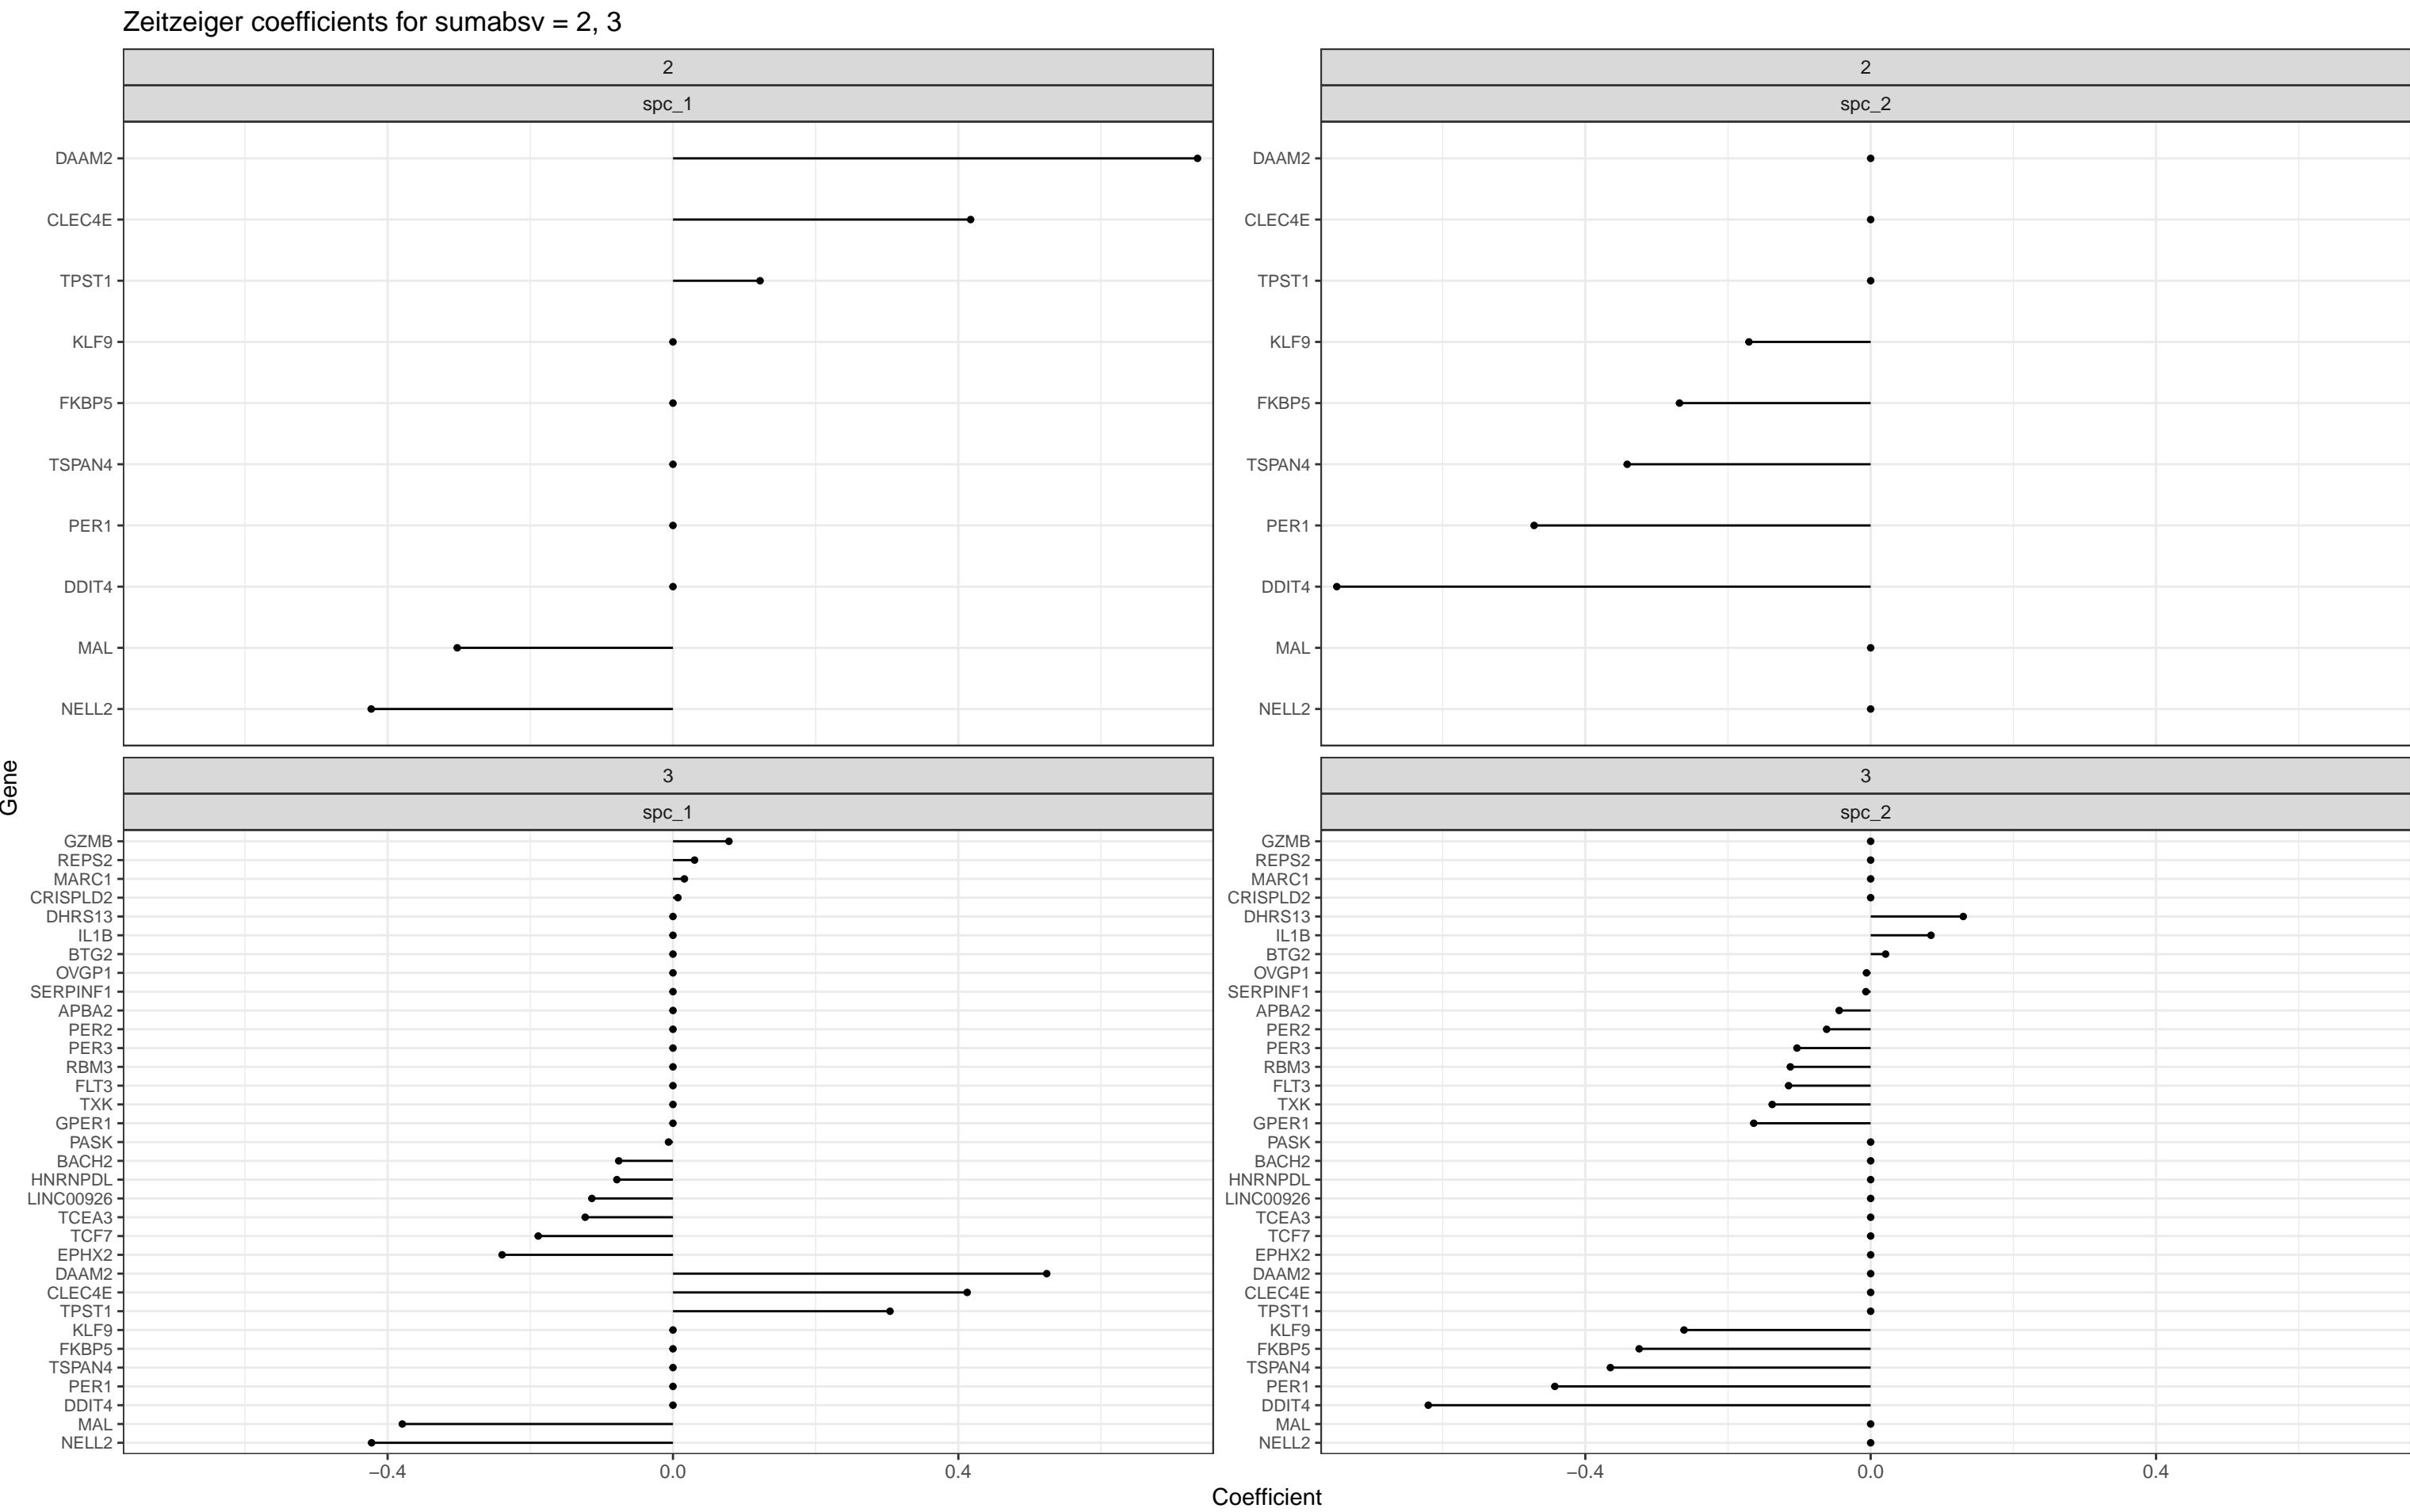 Zeitzeiger coefficients for sumabsv = 2, 3
2
spc_1
DAAM2
CLEC4E
TPST1
KLF9
FKBP5
TSPAN4
PER1
DDIT4
MAL
NELL2
2
spc_2
DAAM2
CLEC4E
TPST1
KLF9
FKBP5
TSPAN4
PER1
DDIT4
MAL
NELL2
Gene
3
spc_1
GZMB
REPS2
MARC1
CRISPLD2
DHRS13
IL1B
BTG2
OVGP1
SERPINF1
APBA2
PER2
PER3
RBM3
FLT3
TXK
GPER1
PASK
BACH2
HNRNPDL
LINC00926
TCEA3
TCF7
EPHX2
DAAM2
CLEC4E
TPST1
KLF9
FKBP5
TSPAN4
PER1
DDIT4
MAL
NELL2
−0.4 0.0 0.4
3
spc_2
GZMB
REPS2
MARC1
CRISPLD2
DHRS13
IL1B
BTG2
OVGP1
SERPINF1
APBA2
PER2
PER3
RBM3
FLT3
TXK
GPER1
PASK
BACH2
HNRNPDL
LINC00926
TCEA3
TCF7
EPHX2
DAAM2
CLEC4E
TPST1
KLF9
FKBP5
TSPAN4
PER1
DDIT4
MAL
NELL2
−0.4 0.0 0.4
Coefficient